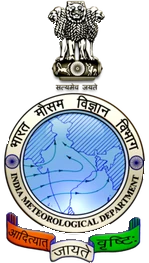 सत्यमेव जयते
भारत मौसम विज्ञान विभाग
INDIA METEOROLOGICAL DEPARTMENT
आदित्यात् जायते वृष्टिः